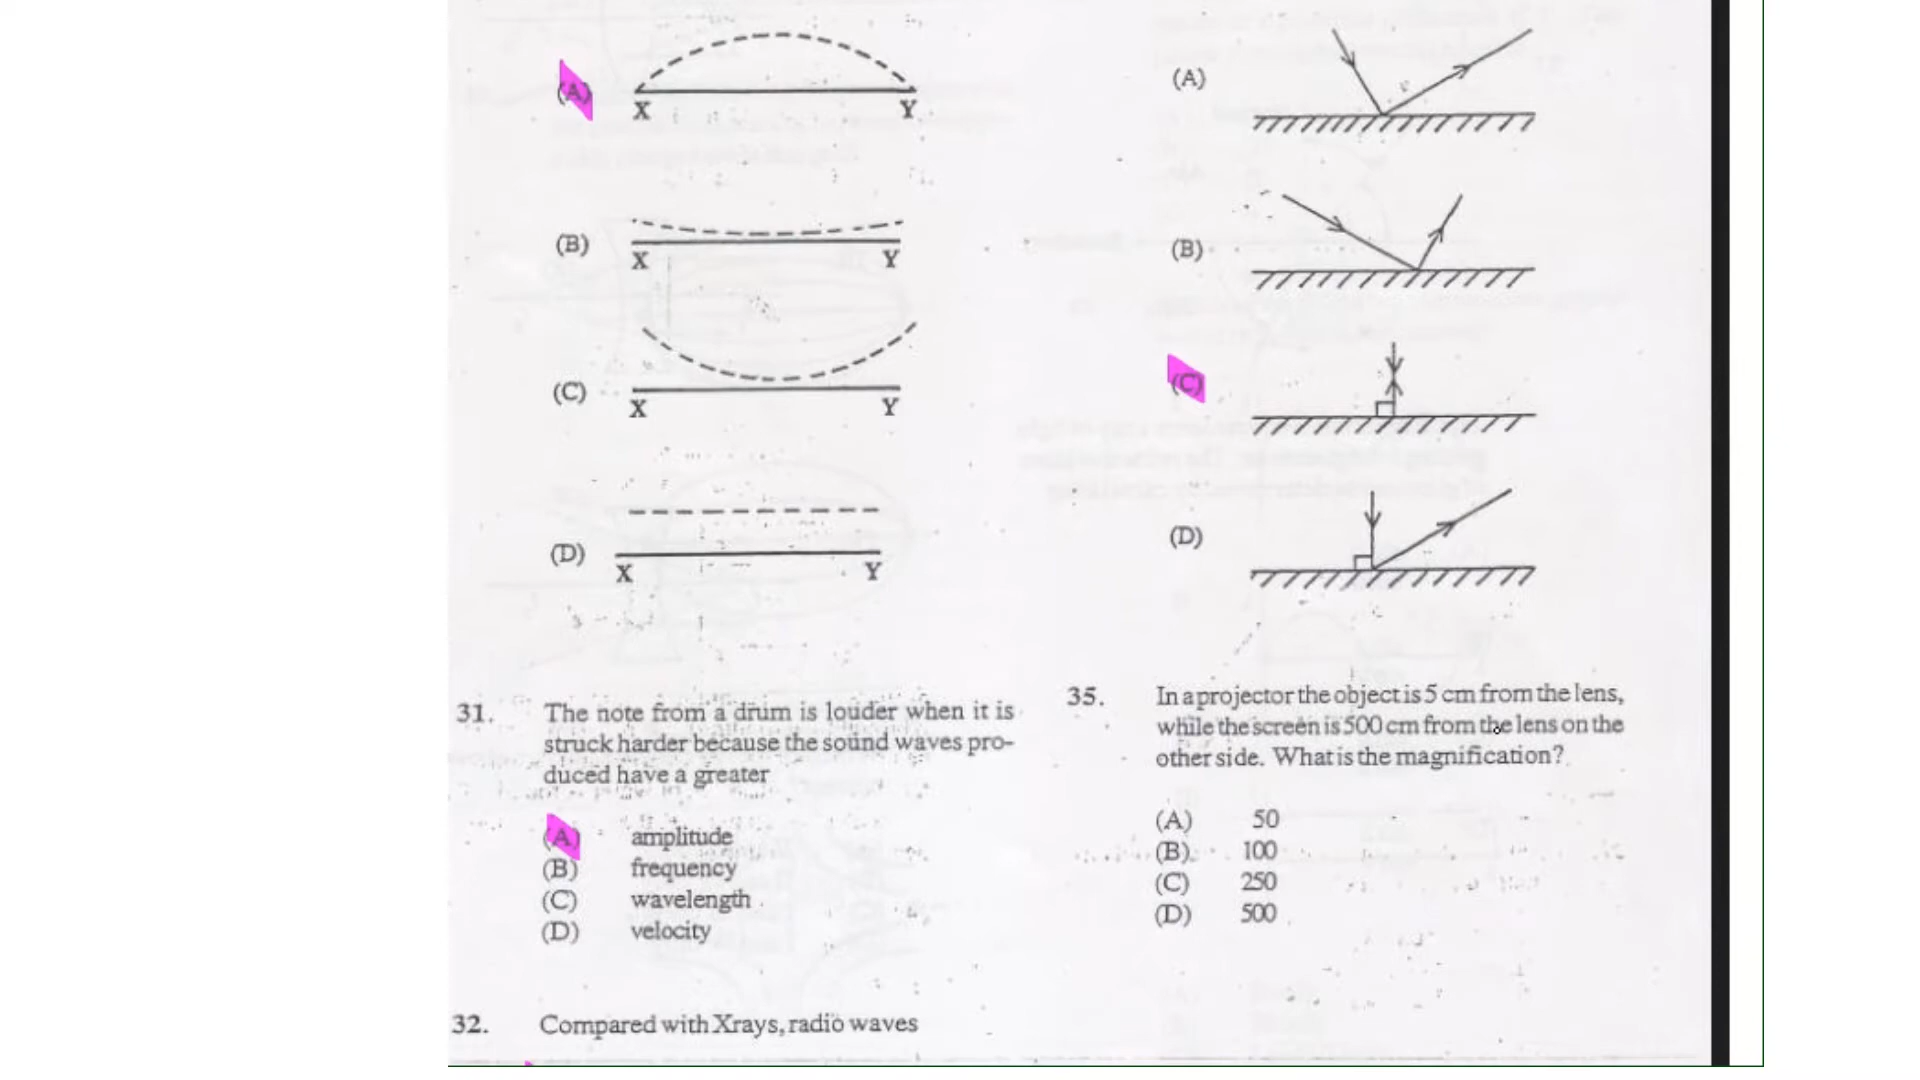 (A)
X Y
(B)
X Y
(C)
X Y
(D)
X Y
31. The note from a drum is louder when it is
struck harder because the sound waves pro-
duced have a greater
(A) amplitude
(B) frequency
(C) wavelength
(D) velocity
32. Compared with Xrays, radio waves
(A)
(B)
(C)
(D)
35. In a projector the object is 5 cm from the lens,
while the screen is 500 cm from the lens on the
other side. What is the magnification?
(A) 50
(B) 100
(C) 250
(D) 500